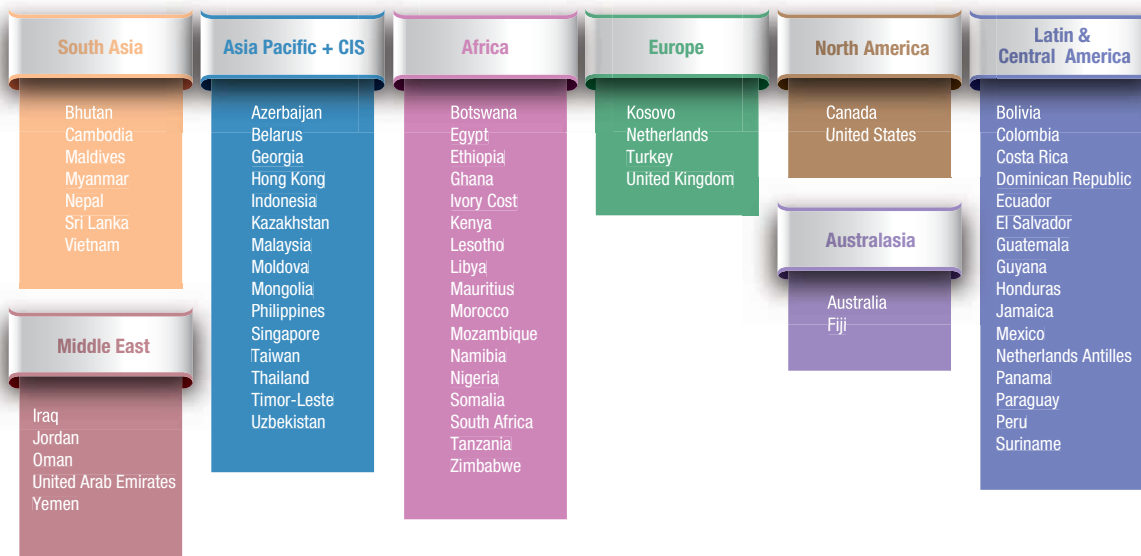 South Asia
Bhutan
Cambodia
Maldives
Myanmar
Nepal
Sri Lanka
Vietnam
Middle East
Iraq
Jordan
Oman
United Arab Emirates
Yemen
Asia Pacific + CIS
Azerbaijan
Belarus
Georgia
Hong Kong
Indonesia
Kazakhstan
Malaysia
Moldova
Mongolia
Philippines
Singapore
Taiwan
Thailand
Timor-Leste
Uzbekistan
Africa
Botswana
Egypt
Ethiopia
Ghana
Ivory Cost
Kenya
Lesotho
Libya
Mauritius
Morocco
Mozambique
Namibia
Nigeria
Somalia
South Africa
Tanzania
Zimbabwe
Europe
Kosovo
Netherlands
Turkey
United Kingdom
North America
Canada
United States
Australasia
Australia
Fiji
Latin &
Central America
Bolivia
Colombia
Costa Rica
Dominican Republic
Ecuador
El Salvador
Guatemala
Guyana
Honduras
Jamaica
Mexico
Netherlands Antilles
Panama
Paraguay
Peru
Suriname